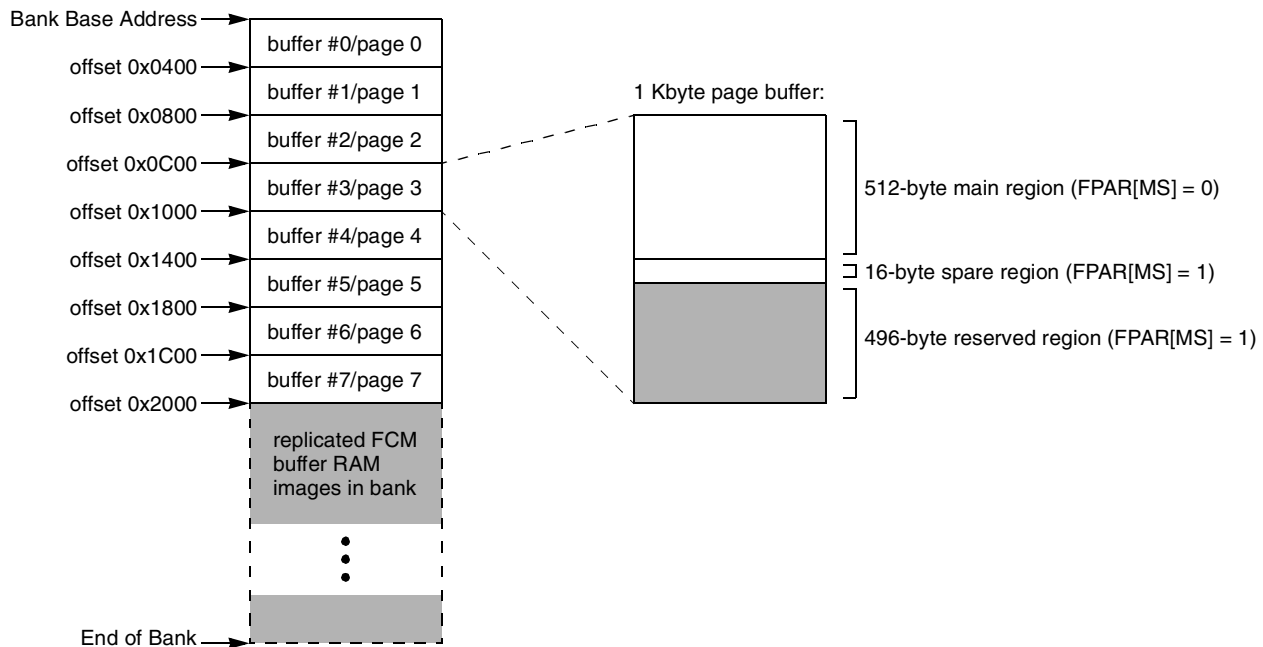 Bank Base Address
buffer #0/page 0
offset 0x0400
buffer #1/page 1
offset 0x0800
buffer #2/page 2
offset 0x0C00
buffer #3/page 3
offset 0x1000
buffer #4/page 4
offset 0x1400
buffer #5/page 5
offset 0x1800
buffer #6/page 6
offset 0x1C00
buffer #7/page 7
offset 0x2000
replicated FCM
buffer RAM
images in bank
End of Bank
1 Kbyte page buffer:
512-byte main region (FPAR[MS] = 0)
16-byte spare region (FPAR[MS] = 1)
496-byte reserved region (FPAR[MS] = 1)